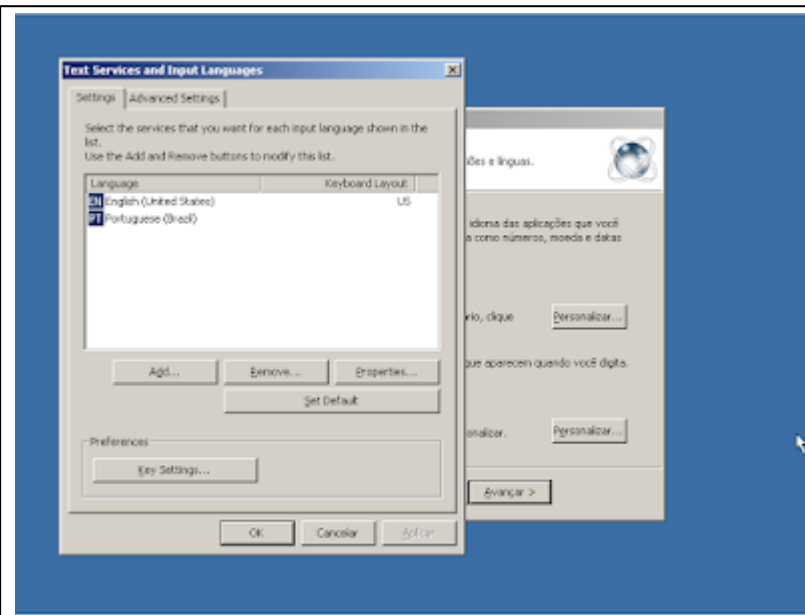 Text Services and Input Languages
Settings
Advanced Settings
Select the services that you want for each input language shown in the
list.
Use the Add and Remove buttons to modify this list.
Language
Keyboard Layout
EN English (United States)
US
PT Portuguese (Brazil)
Add...
Remove...
Properties...
Set Default
Preferences
Key Settings...
OK
Cancelar
Aplicar
ões e línguas.
idioma das aplicações que você
a como números, moeda e datas
rio, clique
Personalizar...
que aparecem quando você digita.
onalizar.
Personalizar...
Avançar >